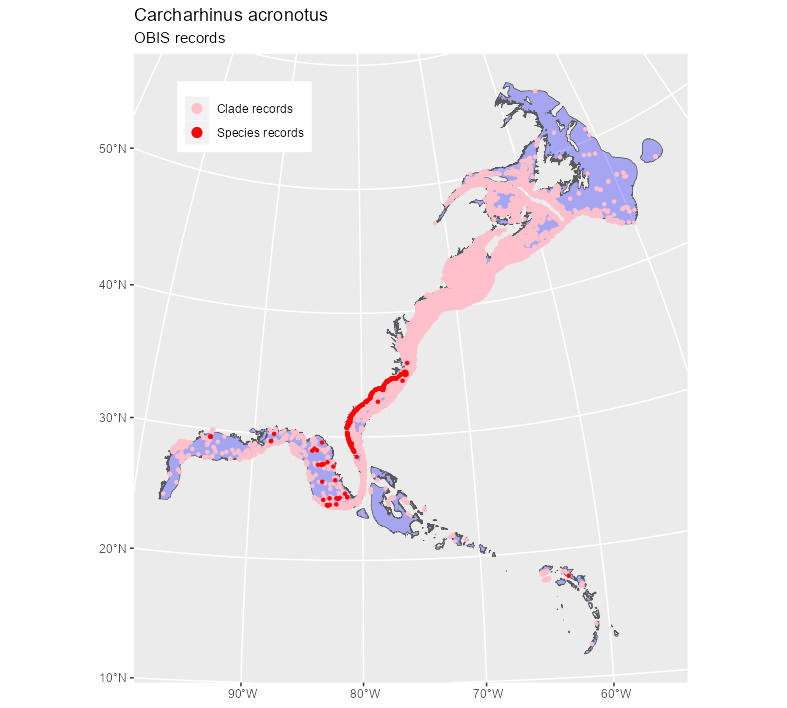 Carcharhinus acronotus
OBIS records
Clade records
Species records
50°N
40°N
30°N
20°N
10°N
90°W
80°W
70°W
60°W